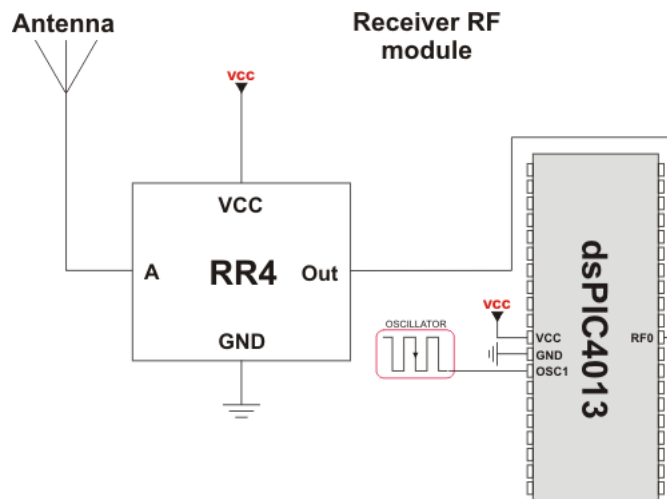 Antenna
Receiver RF
module
vcc
VCC
A
RR4
Out
GND
OSCILLATOR
vcc
VCC
GND
OSC1
RF0
dsPIC4013